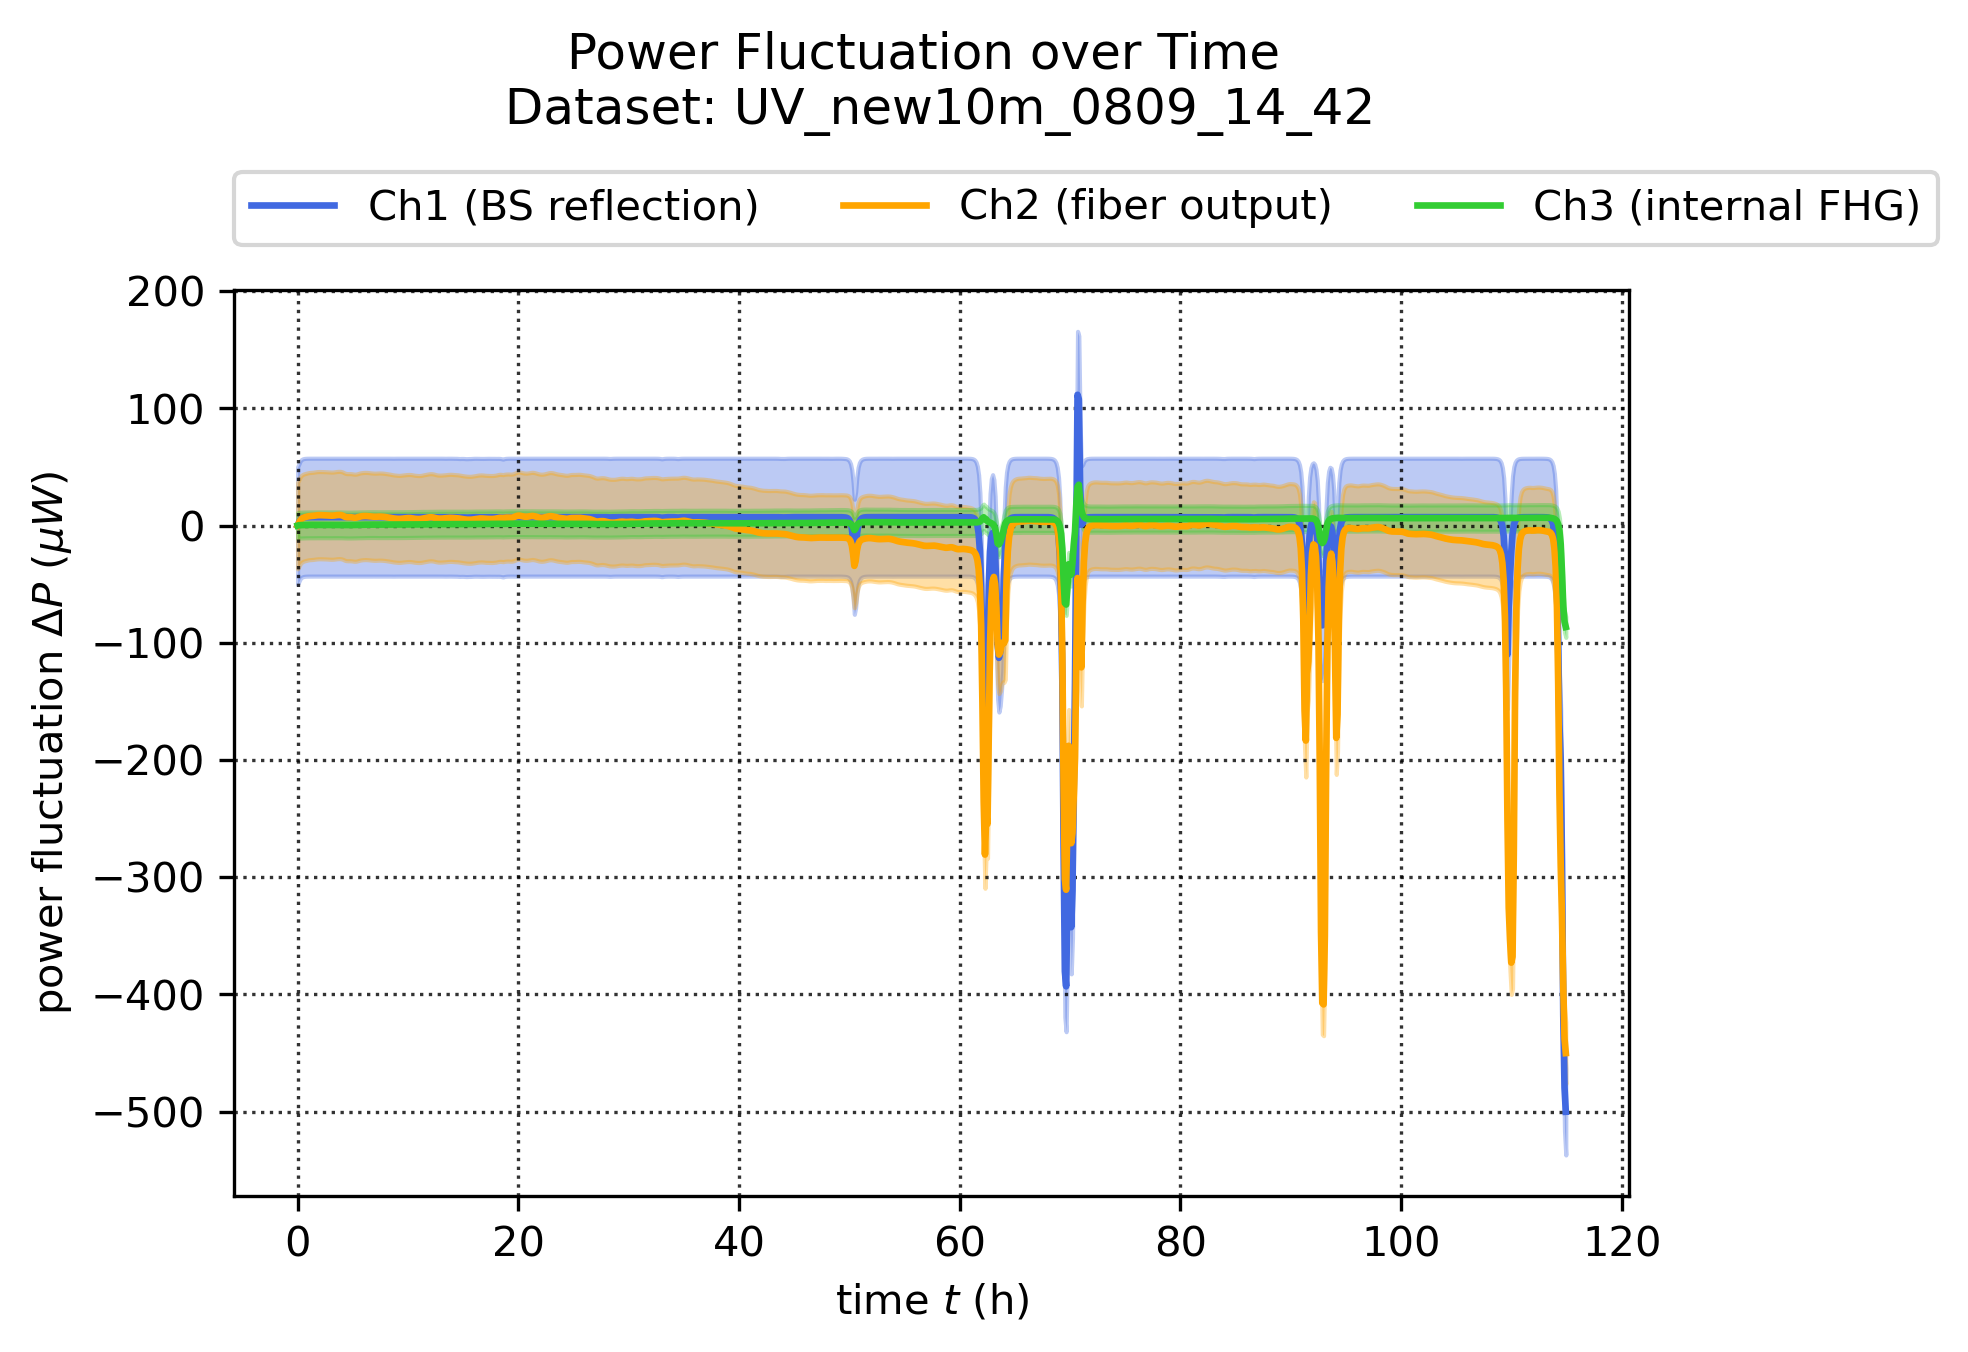 Power Fluctuation over Time
Dataset: UV_new10m_0809_14_42
Ch1 (BS reflection)
Ch2 (fiber output)
Ch3 (internal FHG)
200
100
0
−100
−200
−300
−400
−500
power fluctuation ΔP (μW)
0
20
40
60
80
100
120
time t (h)